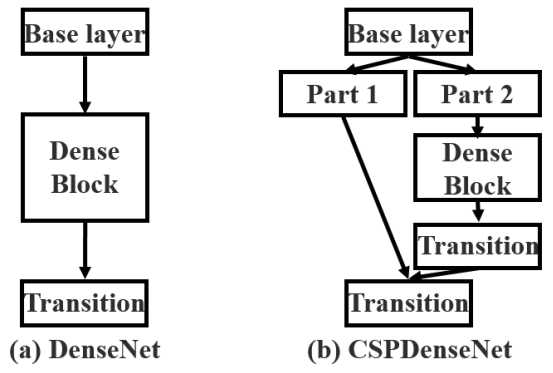 Base layer
Dense
Block
Transition
(a) DenseNet
Base layer
Part 1
Part 2
Dense
Block
Transition
Transition
(b) CSPDenseNet